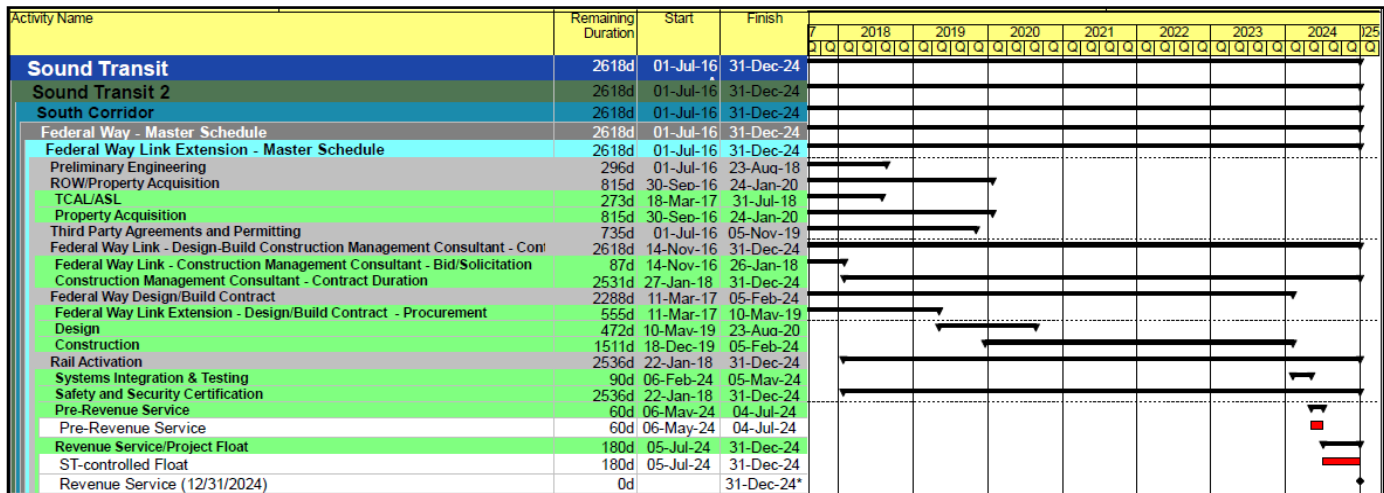 Activity Name Remaining Duration Start Finish
7 2018 2019 2020 2021 2022 2023 2024 )25
Q Q Q Q Q Q Q Q Q Q Q Q Q Q Q Q Q Q Q Q Q Q Q Q Q Q Q Q Q Q Q
Sound Transit 2618d 01-Jul-16 31-Dec-24
Sound Transit 2 2618d 01-Jul-16 31-Dec-24
South Corridor 2618d 01-Jul-16 31-Dec-24
Federal Way - Master Schedule 2618d 01-Jul-16 31-Dec-24
Federal Way Link Extension - Master Schedule 2618d 01-Jul-16 31-Dec-24
Preliminary Engineering 296d 01-Jul-16 23-Aug-18
ROW/Property Acquisition 815d 30-Sep-16 24-Jan-20
TCAL/ASL 273d 18-Mar-17 31-Jul-18
Property Acquisition 815d 30-Sep-16 24-Jan-20
Third Party Agreements and Permitting 735d 01-Jul-16 05-Nov-19
Federal Way Link - Design-Build Construction Management Consultant - Cont 2618d 14-Nov-16 31-Dec-24
Federal Way Link - Construction Management Consultant - Bid/Solicitation 87d 14-Nov-16 26-Jan-18
Construction Management Consultant - Contract Duration 2531d 27-Jan-18 31-Dec-24
Federal Way Design/Build Contract 2288d 11-Mar-17 05-Feb-24
Federal Way Link Extension - Design/Build Contract - Procurement 555d 11-Mar-17 10-May-19
Design 472d 10-May-19 23-Aug-20
Construction 1511d 18-Dec-19 05-Feb-24
Rail Activation 2536d 22-Jan-18 31-Dec-24
Systems Integration & Testing 90d 06-Feb-24 05-May-24
Safety and Security Certification 2536d 22-Jan-18 31-Dec-24
Pre-Revenue Service 60d 06-May-24 04-Jul-24
Pre-Revenue Service 60d 06-May-24 04-Jul-24
Revenue Service/Project Float 180d 05-Jul-24 31-Dec-24
ST-controlled Float 180d 05-Jul-24 31-Dec-24
Revenue Service (12/31/2024) 0d 31-Dec-24*